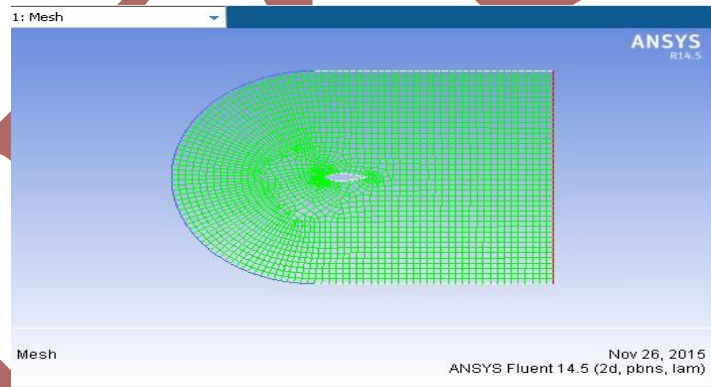 1: Mesh
ANSYS
R14.5
Mesh
Nov 26, 2015
ANSYS Fluent 14.5 (2d, pbns, lam)